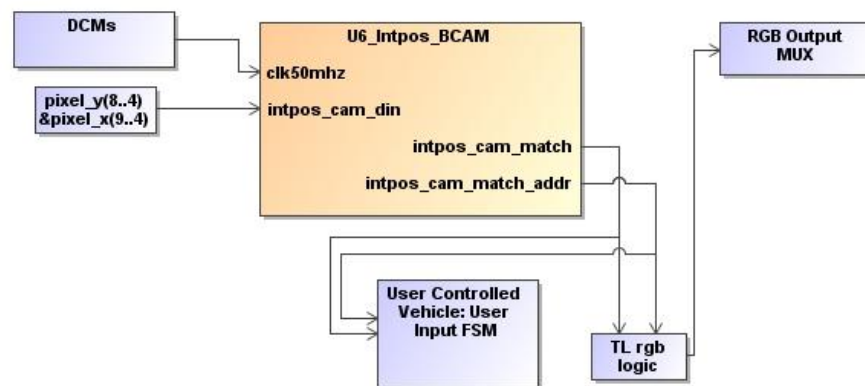 DCMs
U6_Intpos_BCAM
RGB Output
MUX
clk50mhz
pixel_y(8..4)
&pixel_x(9..4)
intpos_cam_din
intpos_cam_match
intpos_cam_match_addr
User Controlled
Vehicle: User
Input FSM
TL rgb
logic